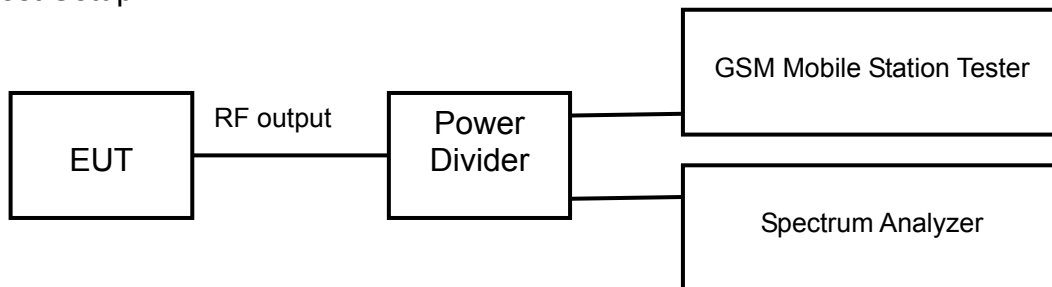 GSM Mobile Station Tester
RF output
EUT
Power
Divider
Spectrum Analyzer